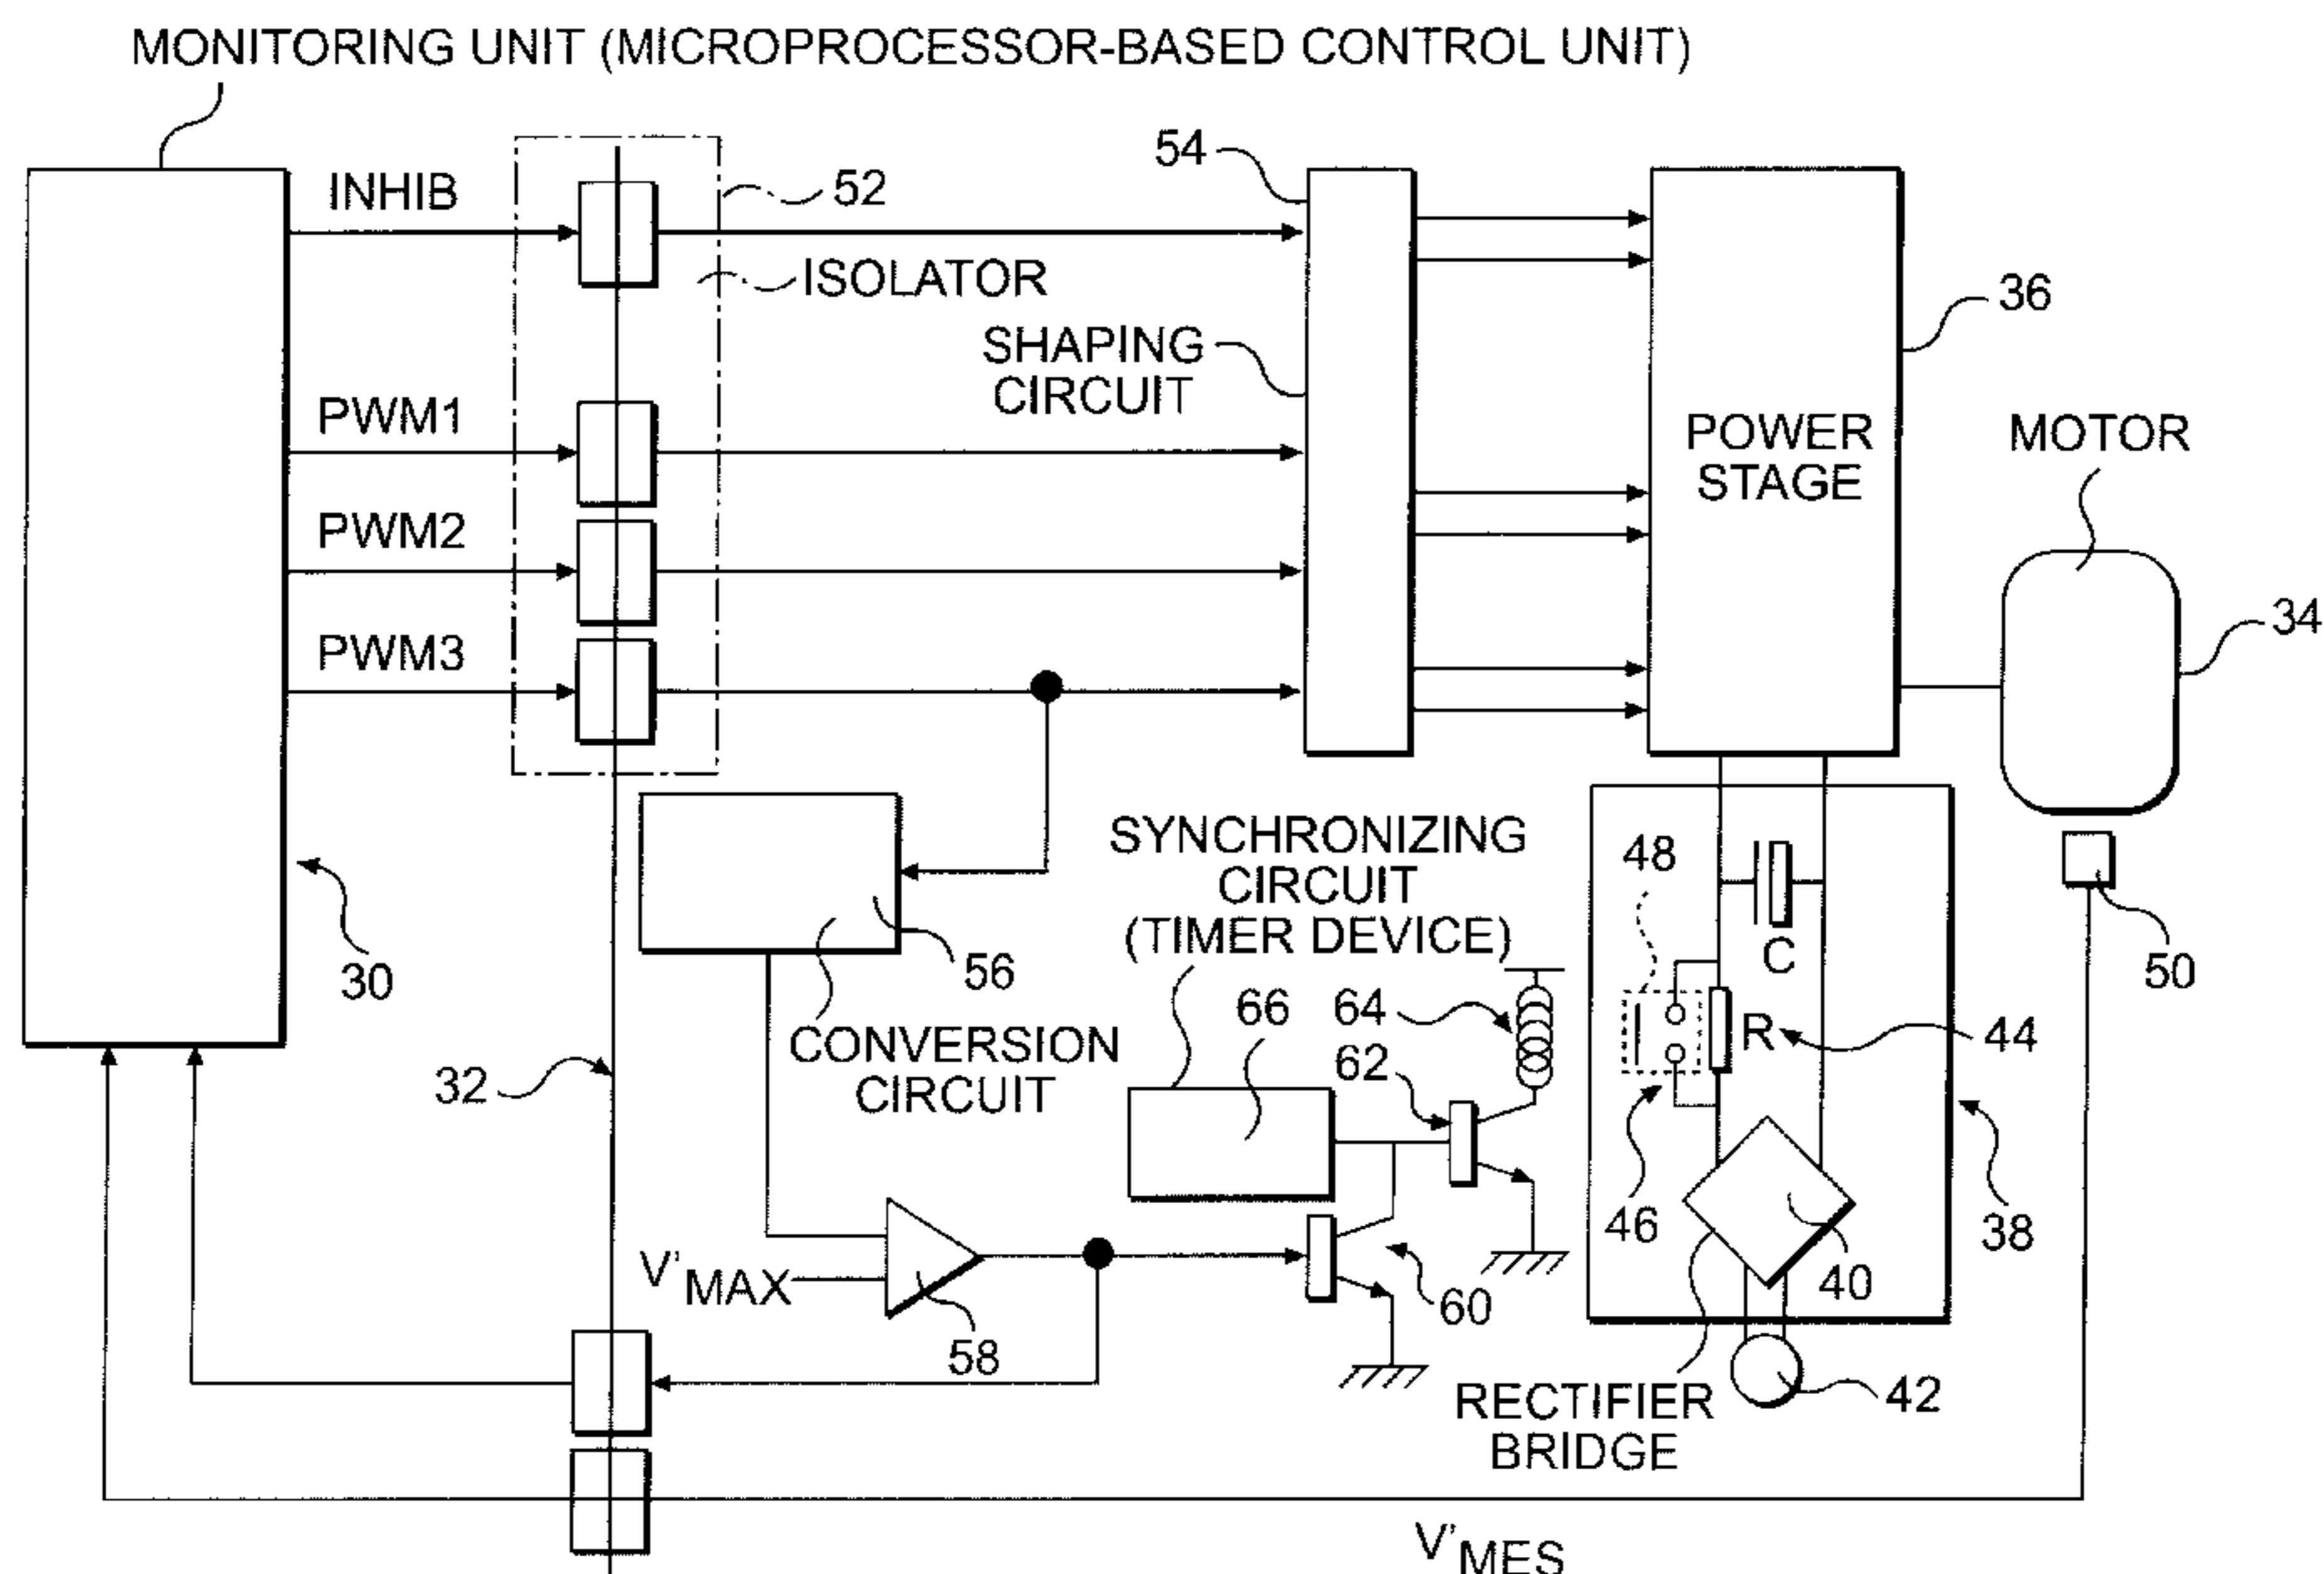 MONITORING UNIT (MICROPROCESSOR-BASED CONTROL UNIT)
INHIB
52
54
ISOLATOR
36
SHAPING
CIRCUIT
PWM1
POWER
STAGE
MOTOR
PWM2
34
PWM3
SYNCHRONIZING
CIRCUIT
(TIMER DEVICE)
48
C
30
56
50
66
64
CONVERSION
CIRCUIT
R
44
32
62
46
38
V'MAX
40
60
58
RECTIFIER
BRIDGE
42
V'MES